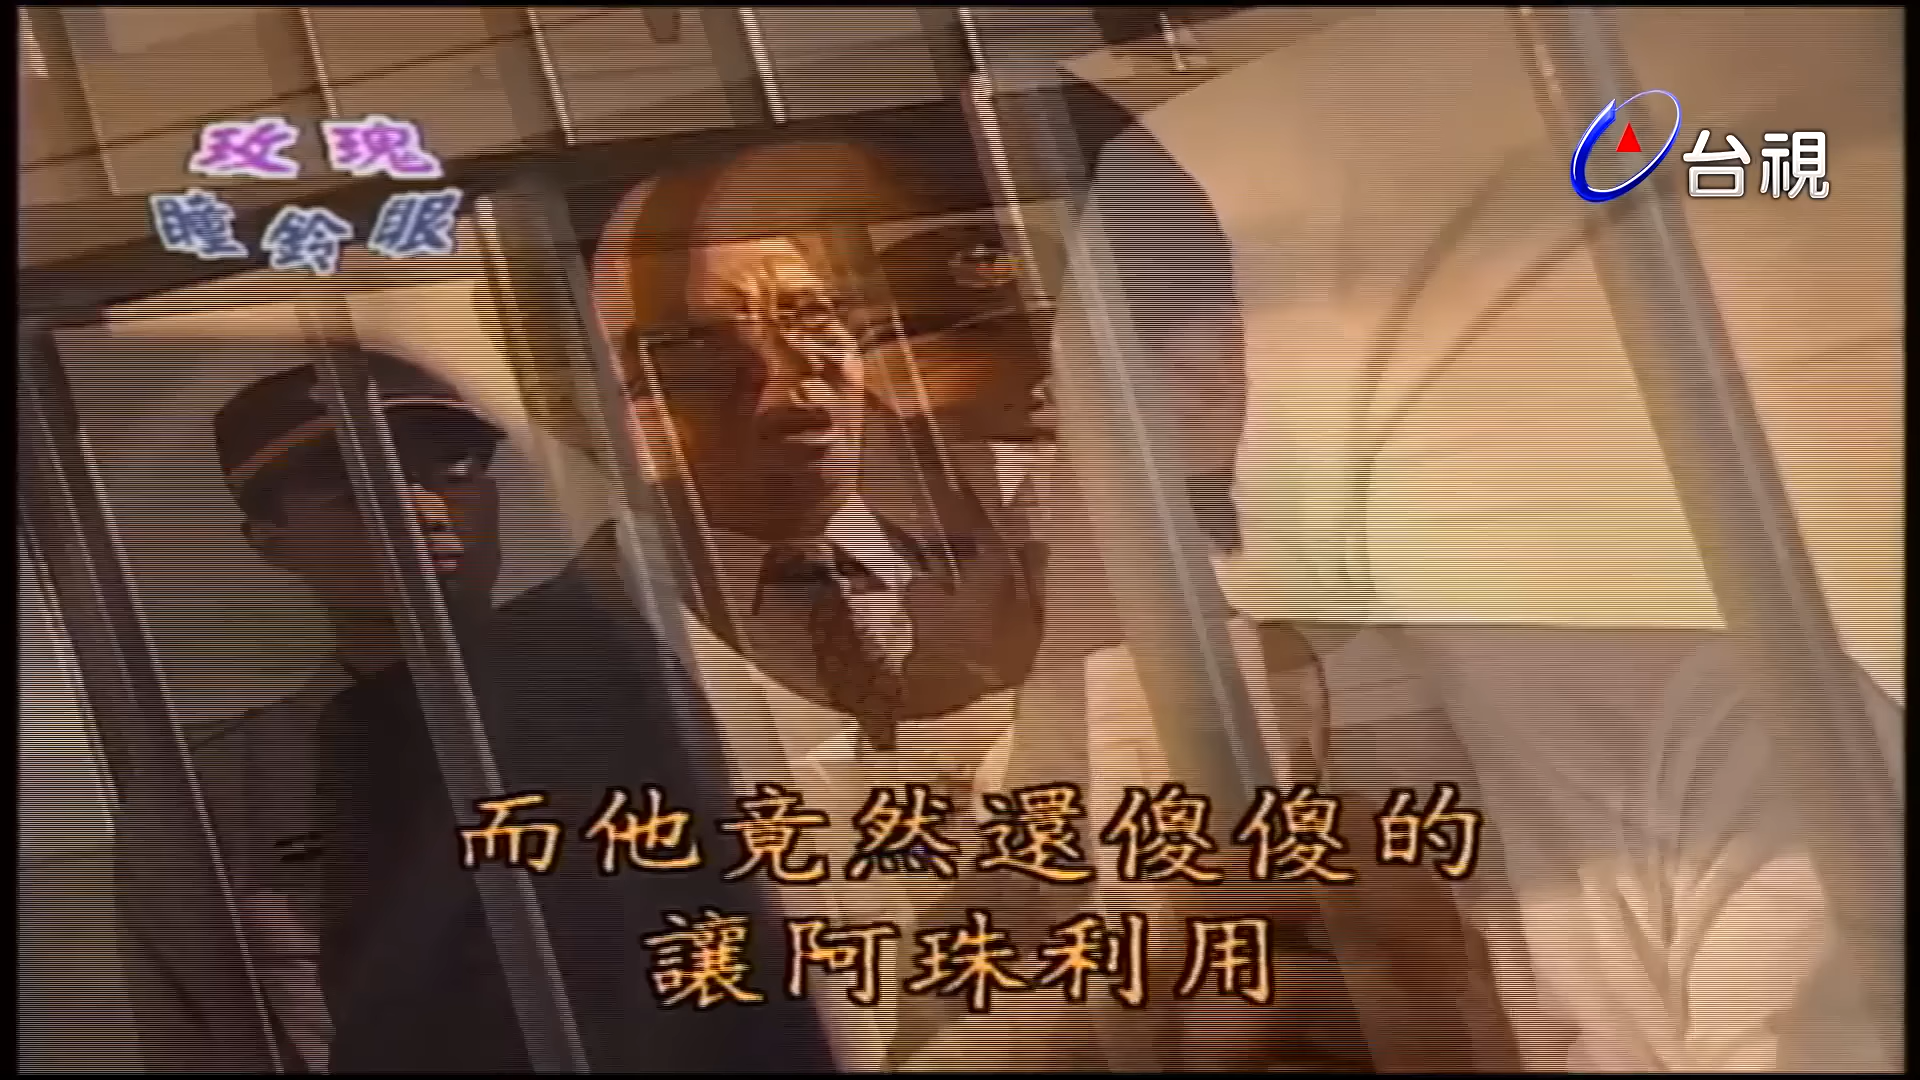 玫瑰
瞳鈴眼
台視
而他竟然還傻傻的
讓阿珠利用